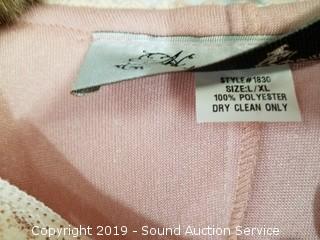 STYLE#1830
SIZE:L/XL
100% POLYESTER
DRY CLEAN ONLY
Copyright 2019 - Sound Auction Service